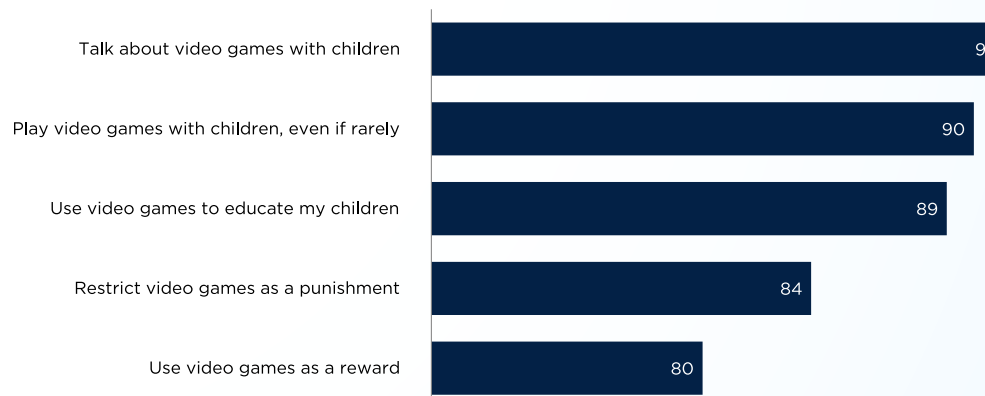 Talk about video games with children
Play video games with children, even if rarely 90
Use video games to educate my children 89
Restrict video games as a punishment 84
Use video games as a reward 80